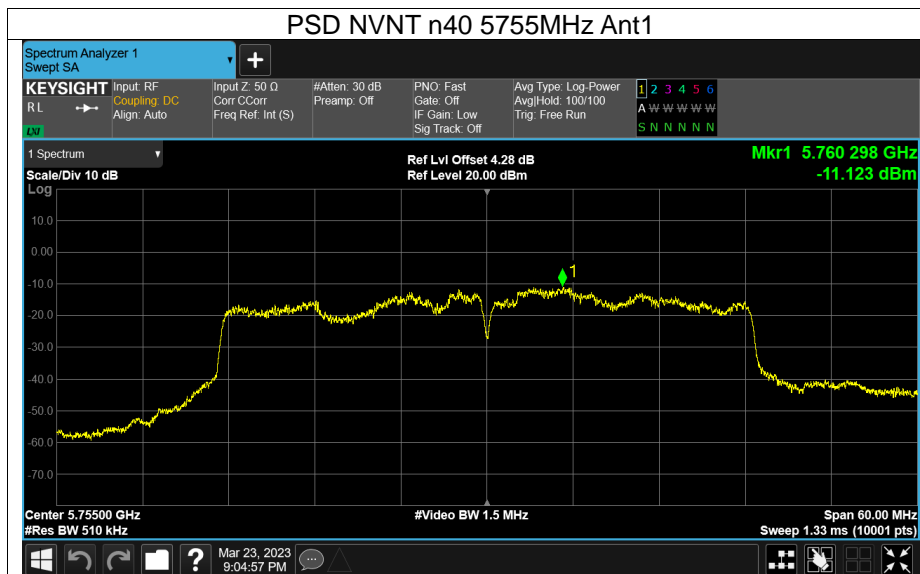 PSD NVNT n40 5755MHz Ant1
Spectrum Analyzer 1
Swept SA
+
KEYSIGHT
R L
LXI
Input: RF
Coupling: DC
Align: Auto
Input Z: 50 Ω
Corr CCorr
Freq Ref: Int (S)
#Atten: 30 dB
Preamp: Off
PNO: Fast
Gate: Off
IF Gain: Low
Sig Track: Off
Avg Type: Log-Power
Avg|Hold: 100/100
Trig: Free Run
1 2 3 4 5 6
A W W W W W
S N N N N N
1 Spectrum
Scale/Div 10 dB
Log
Ref Lvl Offset 4.28 dB
Ref Level 20.00 dBm
Mkr1 5.760 298 GHz
-11.123 dBm
10.0
0.00
-10.0
-20.0
-30.0
-40.0
-50.0
-60.0
-70.0
1
Center 5.75500 GHz
#Res BW 510 kHz
#Video BW 1.5 MHz
Span 60.00 MHz
Sweep 1.33 ms (10001 pts)
?
Mar 23, 2023
9:04:57 PM